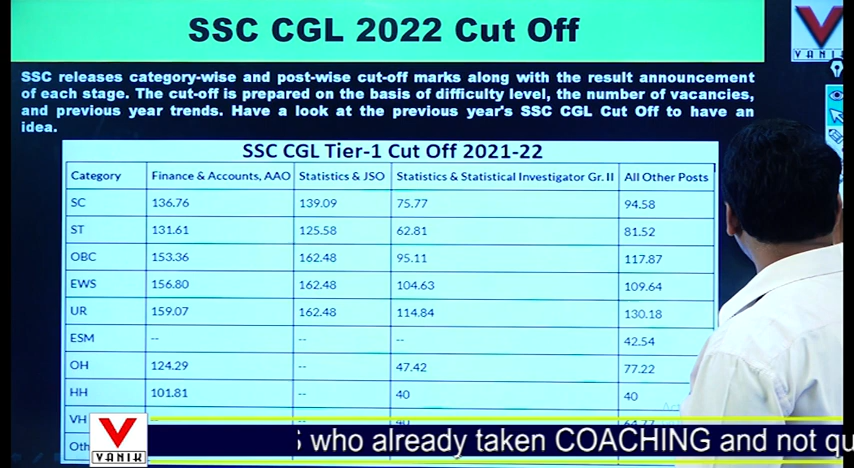 SSC CGL 2022 Cut Off
VANIK
SSC releases category-wise and post-wise cut-off marks along with the result announcement
of each stage. The cut-off is prepared on the basis of difficulty level, the number of vacancies,
and previous year trends. Have a look at the previous year's SSC CGL Cut Off to have an
idea.
SSC CGL Tier-1 Cut Off 2021-22
Category Finance & Accounts, AAO Statistics & JSO Statistics & Statistical Investigator Gr. II All Other Posts
SC 136.76 139.09 75.77 94.58
ST 131.61 125.58 62.81 81.52
OBC 153.36 162.48 95.11 117.87
EWS 156.80 162.48 104.63 109.64
UR 159.07 162.48 114.84 130.18
ESM -- -- -- 42.54
OH 124.29 -- 47.42 77.22
HH 101.81 -- 40 40
VH
VANIK
who already taken COACHING and not qu